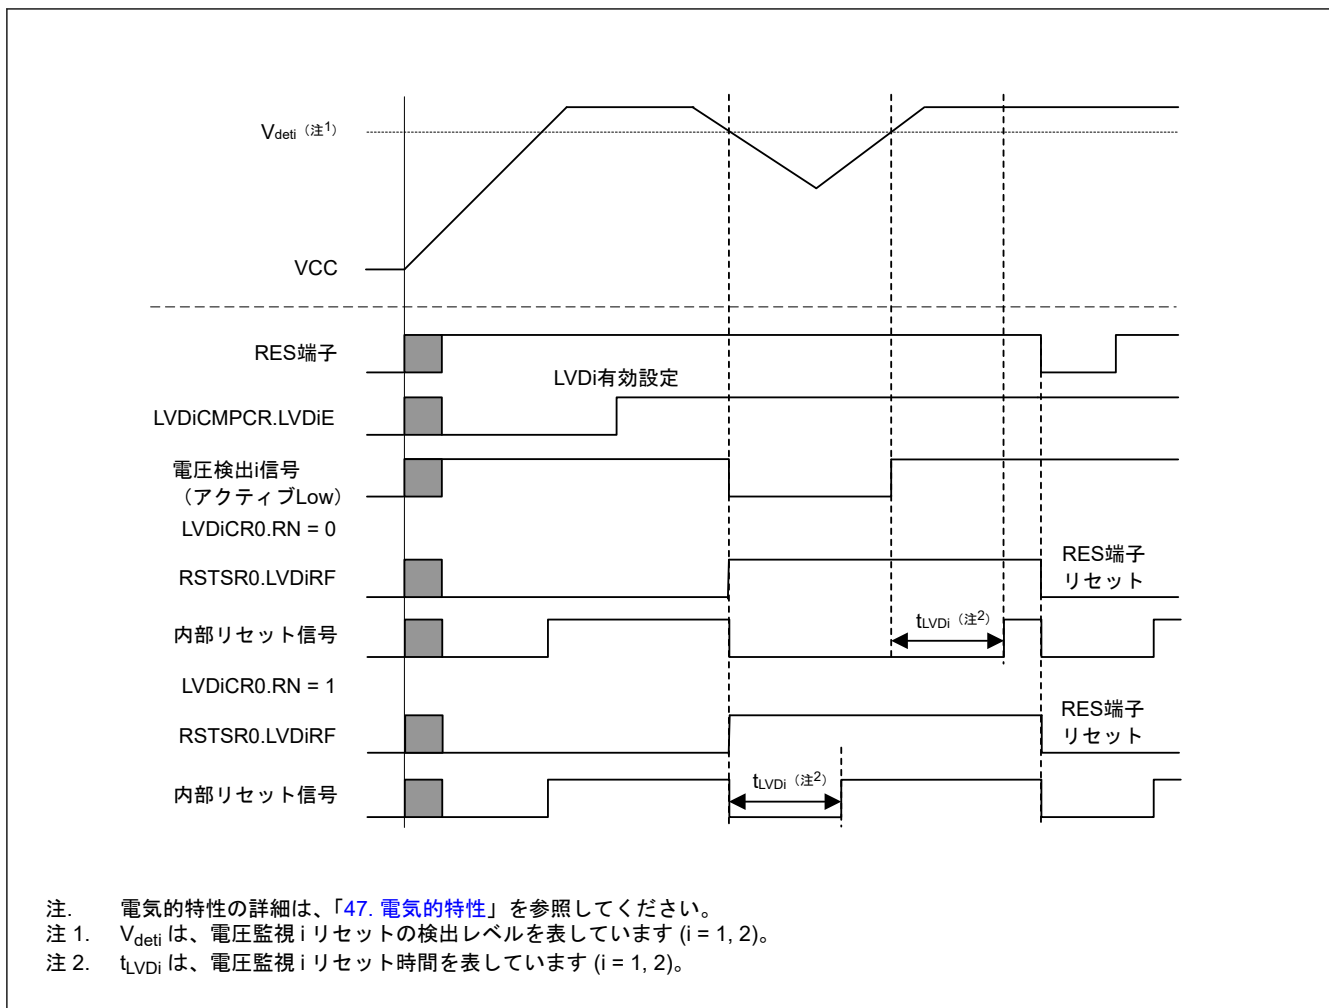 Vdeti（注1）
VCC
RES端子
LVDi有効設定
LVDiCMPCR.LVDiE
電圧検出i信号
（アクティブLow）
LVDiCR0.RN = 0
RSTSR0.LVDiRF
RES端子
リセット
内部リセット信号
tLVDi（注2）
LVDiCR0.RN = 1
RSTSR0.LVDiRF
RES端子
リセット
内部リセット信号
tLVDi（注2）
注. 電気的特性の詳細は、「47. 電気的特性」を参照してください。
注 1. Vdeti は、電圧監視 i リセットの検出レベルを表しています (i = 1, 2)。
注 2. tLVDi は、電圧監視 i リセット時間を表しています (i = 1, 2)。